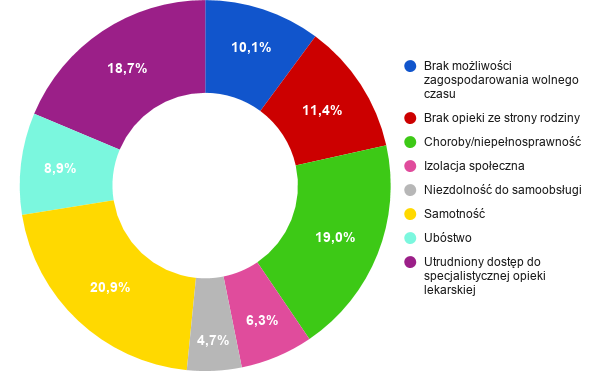 10,1%
11,4%
19,0%
6,3%
4,7%
20,9%
8,9%
18,7%
Brak możliwości
zagospodarowania wolnego
czasu
Brak opieki ze strony rodziny
Choroby/niepełnosprawność
Izolacja społeczna
Niezdolność do samoobsługi
Samotność
Ubóstwo
Utrudniony dostęp do
specjalistycznej opieki
lekarskiej